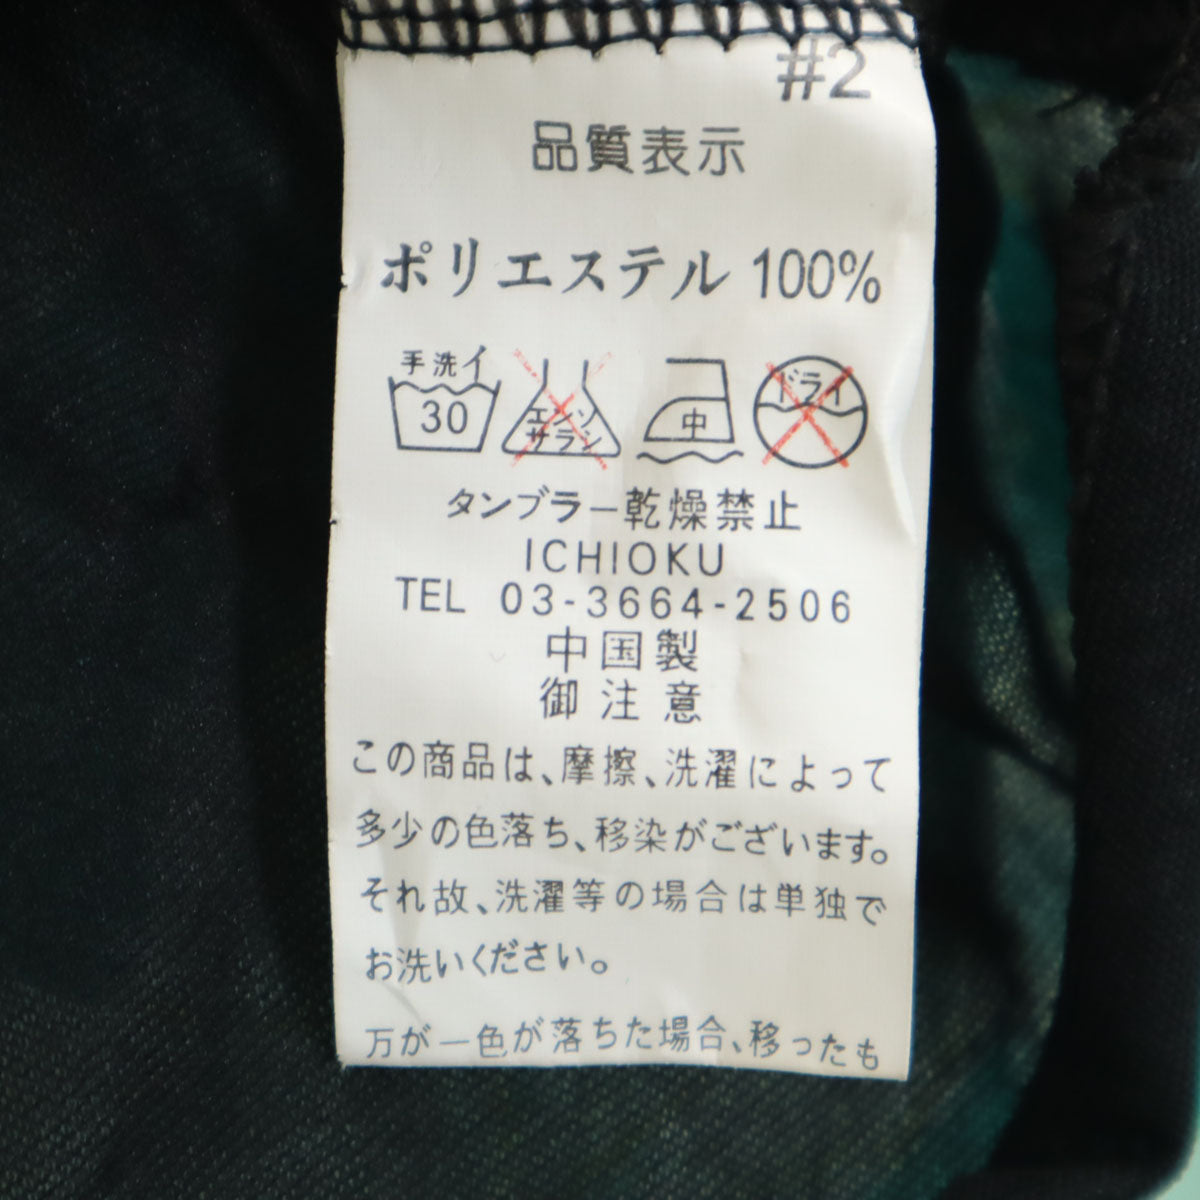 #2
品質表示
ポリエステル 100%
手洗イ
30
エンソ
サラシ
中
ドライ
タンブラー乾燥禁止
ICHIOKU
TEL 03-3664-2506
中国製
御注意
この商品は、摩擦、洗濯によって
多少の色落ち、移染がございます。
それ故、洗濯等の場合は単独で
お洗いください。
万が一色が落ちた場合、移ったも